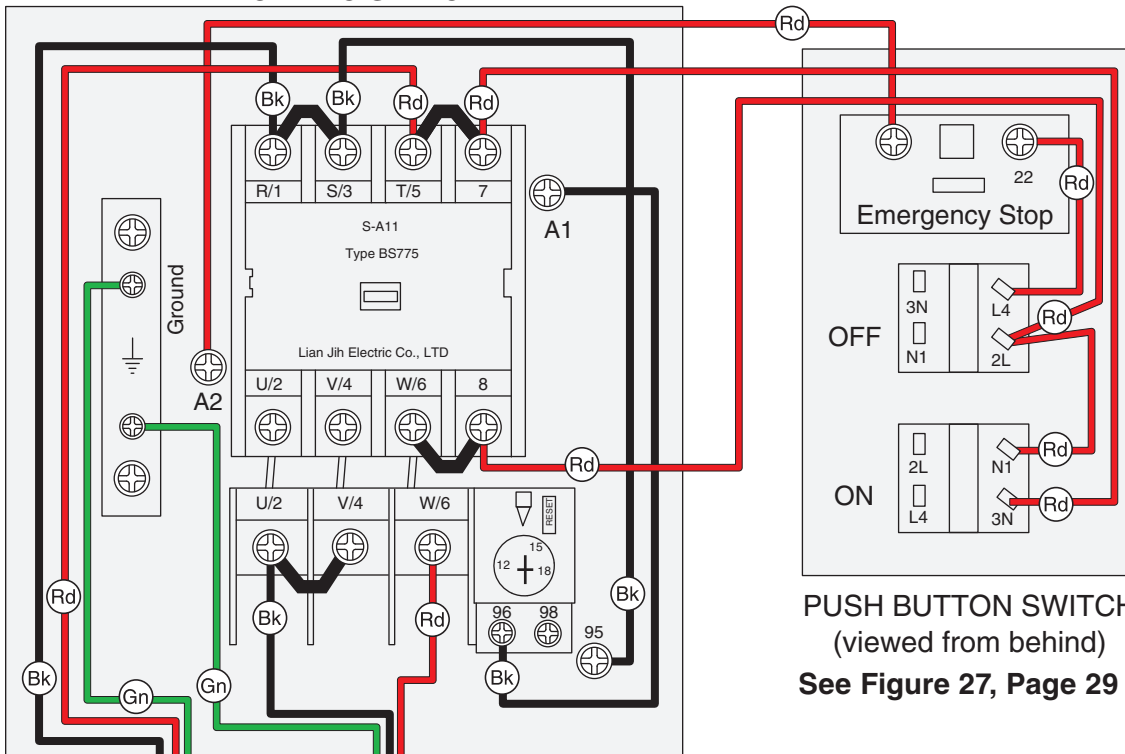 Rd
Bk
Bk
Rd
Rd
R/1
S/3
T/5
7
S-A11
Type BS775
Lian Jih Electric Co., LTD
U/2
V/4
W/6
8
A1
A2
Ground
Rd
U/2
V/4
W/6
RESET
15
12
18
96
98
95
Bk
Rd
Bk
Bk
Rd
Bk
Gn
Gn
22
Rd
Emergency Stop
OFF
3N
L4
N1
2L
Rd
ON
2L
N1
L4
3N
Rd
Rd
PUSH BUTTON SWITCH
(viewed from behind)
See Figure 27, Page 29